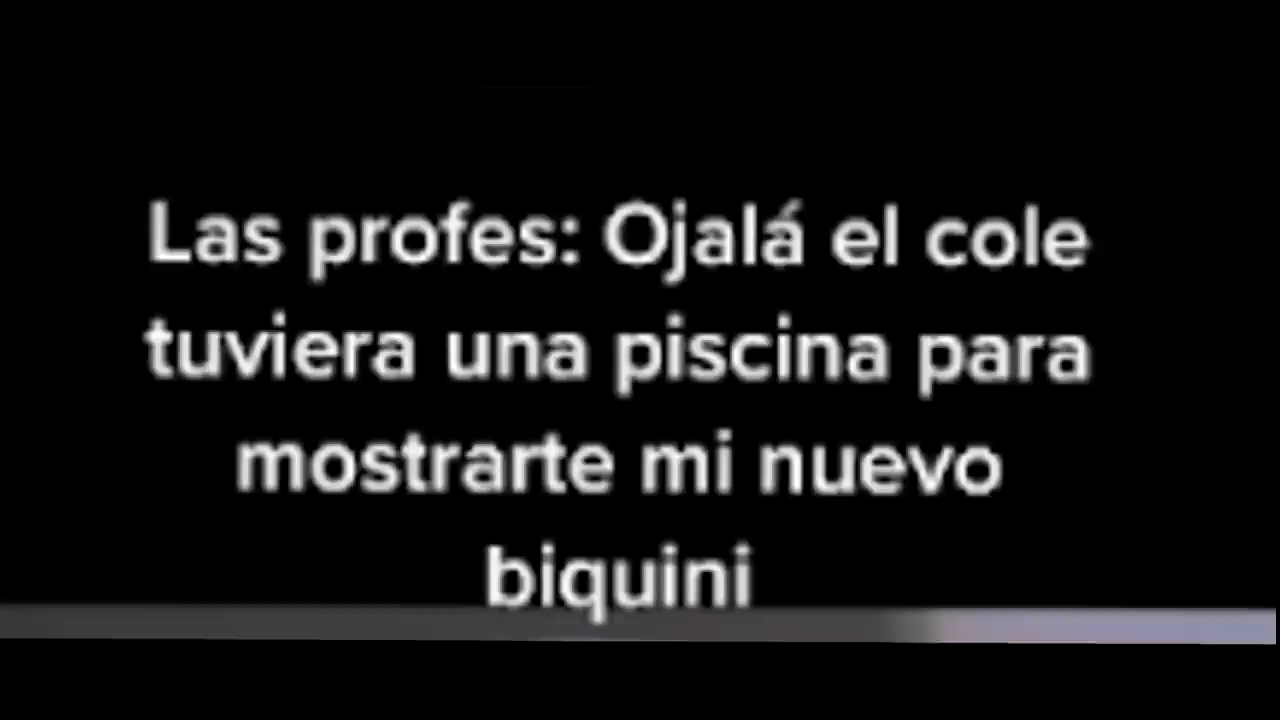 Las profes: Ojalá el cole
tuviera una piscina para
mostrarte mi nuevo
biquini